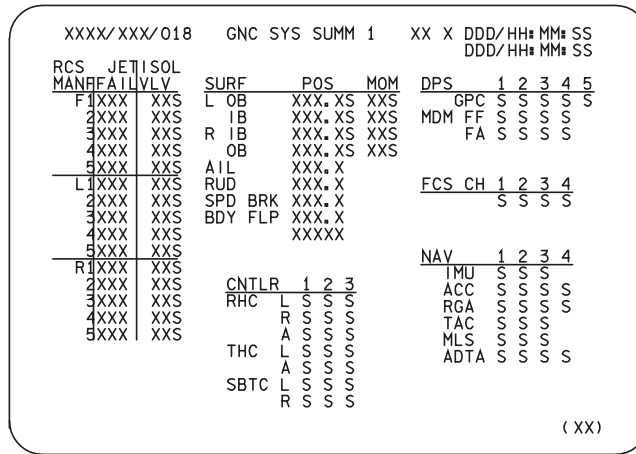 XXXX/XXX/018 GNC SYS SUMM 1 XX X DDD/HH:MM:SS
DDD/HH:MM:SS
RCS JET ISOL
MANF FAIL VLV
F1 XXX XXS
2 XXX XXS
3 XXX XXS
4 XXX XXS
5 XXX XXS
L1 XXX XXS
2 XXX XXS
3 XXX XXS
4 XXX XXS
5 XXX XXS
R1 XXX XXS
2 XXX XXS
3 XXX XXS
4 XXX XXS
5 XXX XXS
SURF POS MOM
L OB XXX.XS XXS
IB XXX.XS XXS
R IB XXX.XS XXS
OB XXX.XS XXS
AIL XXX.X
RUD XXX.X
SPD BRK XXX.X
BDY FLP XXX.X
XXXXX
CNTLR 1 2 3
RHC L S S S
R S S S
A S S S
THC L S S S
A S S S
SBTC L S S S
R S S S
DPS 1 2 3 4 5
GPC S S S S S
MDM FF S S S S
FA S S S S
FCS CH 1 2 3 4
S S S S
NAV 1 2 3 4
IMU S S S
ACC S S S S
RGA S S S S
TAC S S S
MLS S S S
ADTA S S S S
(XX)